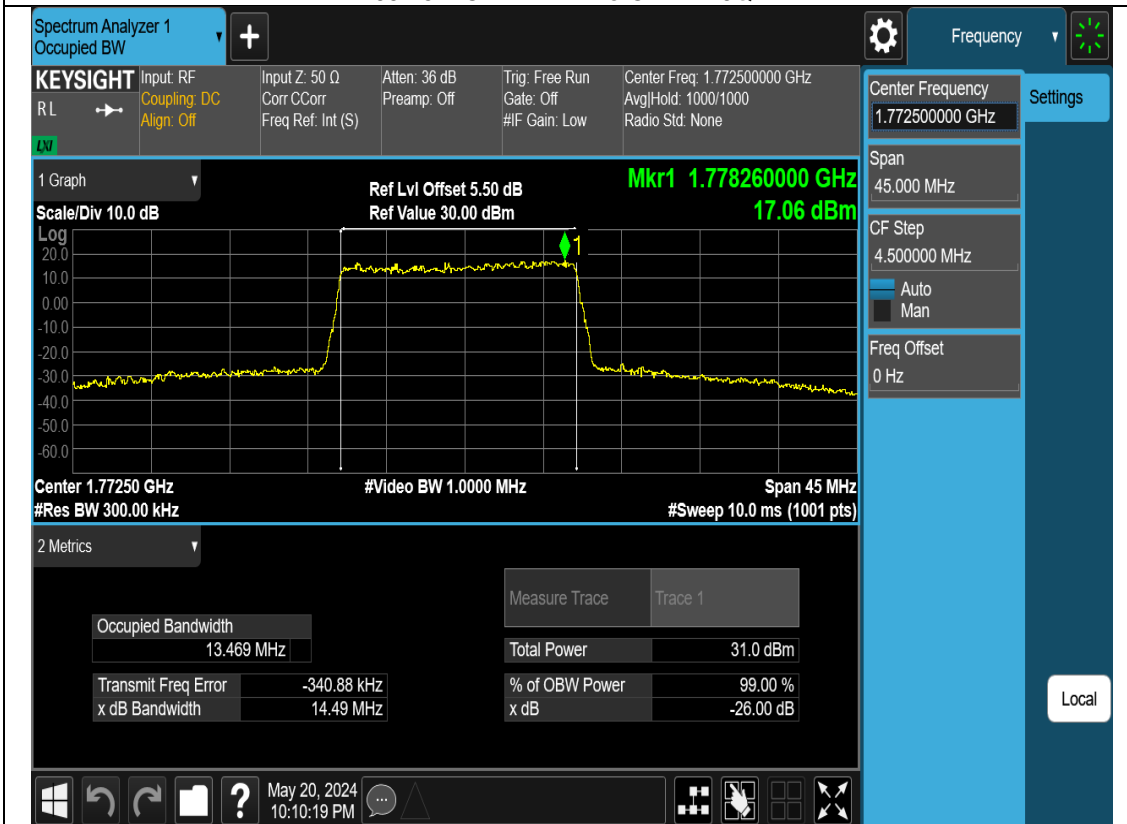 Spectrum Analyzer 1
Occupied BW
Frequency
KEYSIGHT
R L
LXI
Input: RF
Coupling: DC
Align: Off
Input Z: 50 Ω
Corr CCorr
Freq Ref: Int (S)
Atten: 36 dB
Preamp: Off
Trig: Free Run
Gate: Off
#IF Gain: Low
Center Freq: 1.772500000 GHz
Avg|Hold: 1000/1000
Radio Std: None
Center Frequency
1.772500000 GHz
Settings
Span
45.000 MHz
CF Step
4.500000 MHz
Auto
Man
Freq Offset
0 Hz
Local
1 Graph
Scale/Div 10.0 dB
Ref Lvl Offset 5.50 dB
Ref Value 30.00 dBm
Mkr1 1.778260000 GHz
17.06 dBm
Log
1
20.0
10.0
0.00
-10.0
-20.0
-30.0
-40.0
-50.0
-60.0
Center 1.77250 GHz
#Video BW 1.0000 MHz
Span 45 MHz
#Res BW 300.00 kHz
#Sweep 10.0 ms (1001 pts)
2 Metrics
Measure Trace Trace 1
Occupied Bandwidth
13.469 MHz
Total Power 31.0 dBm
Transmit Freq Error -340.88 kHz
% of OBW Power 99.00 %
x dB Bandwidth 14.49 MHz
x dB -26.00 dB
May 20, 2024
10:10:19 PM